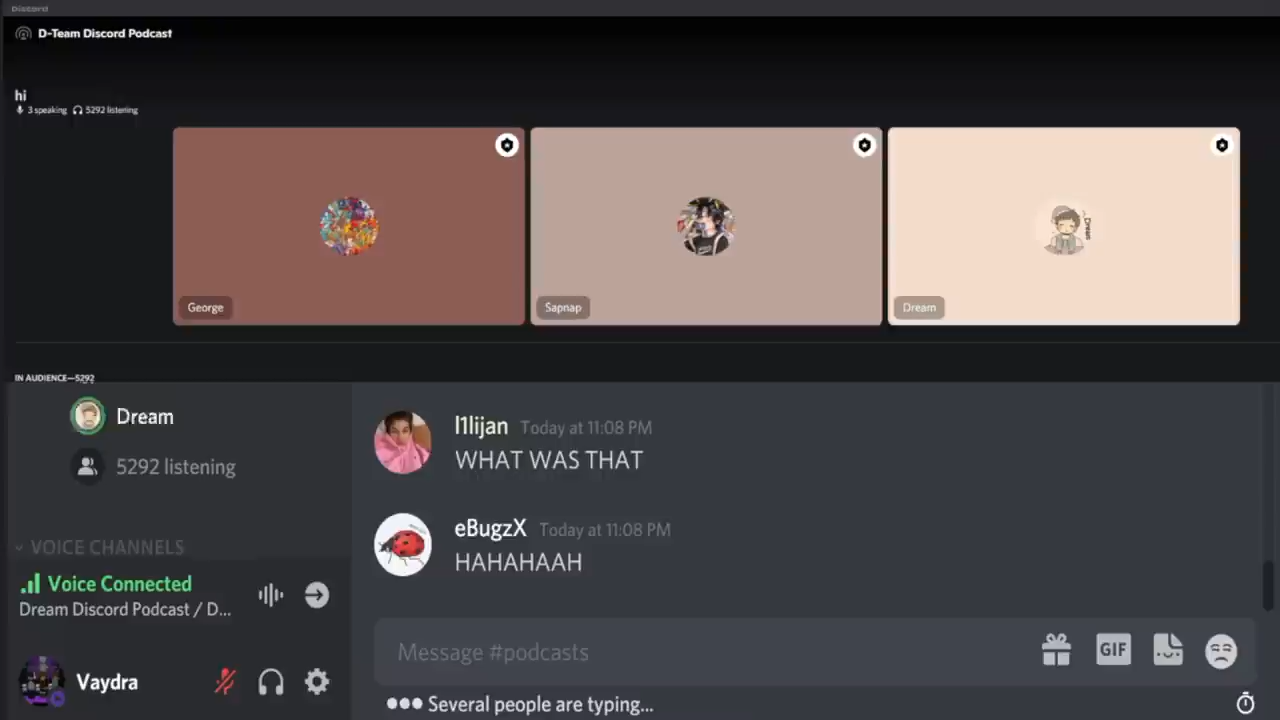 Discord
D-Team Discord Podcast
hi
3 speaking 5292 listening
George
Sapnap
Dream
Dream
IN AUDIENCE—5292
Dream
5292 listening
VOICE CHANNELS
Voice Connected
Dream Discord Podcast / D...
Vaydra
l1lijan Today at 11:08 PM
WHAT WAS THAT
eBugzX Today at 11:08 PM
HAHAHAAH
Message #podcasts
GIF
Several people are typing...